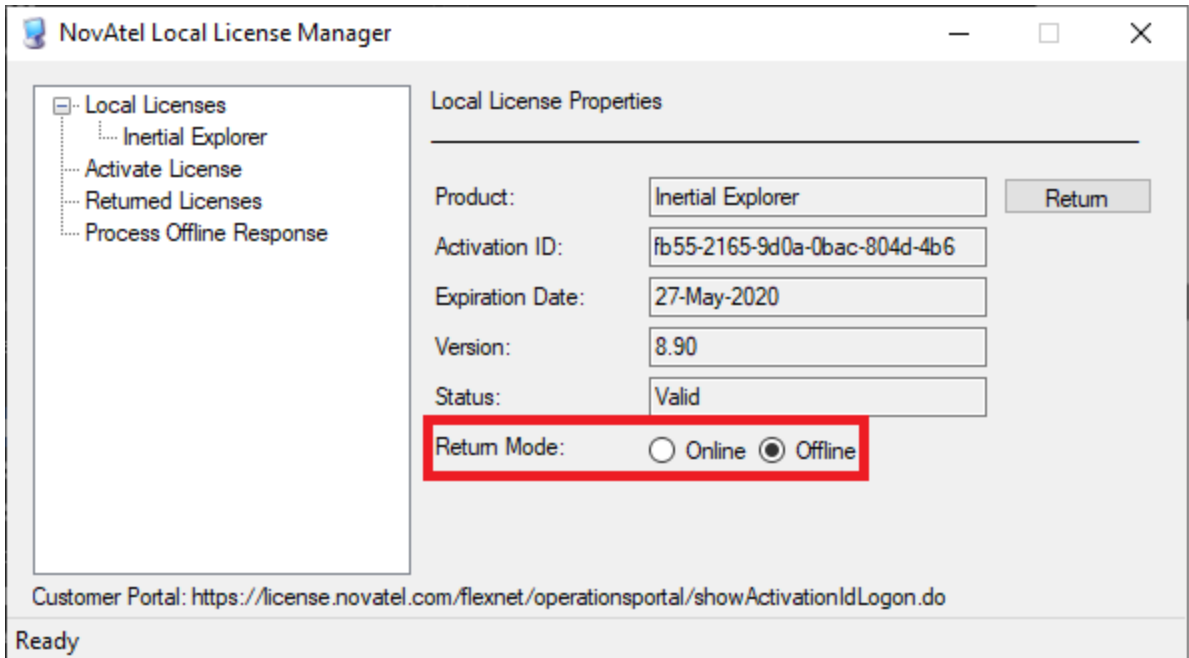 NovAtel Local License Manager
Local Licenses
Inertial Explorer
Activate License
Returned Licenses
Process Offline Response
Local License Properties
Product: Inertial Explorer Return
Activation ID: fb55-2165-9d0a-0bac-804d-4b6
Expiration Date: 27-May-2020
Version: 8.90
Status: Valid
Return Mode: Online Offline
Customer Portal: https://license.novatel.com/flexnet/operationsportal/showActivationIdLogon.do
Ready